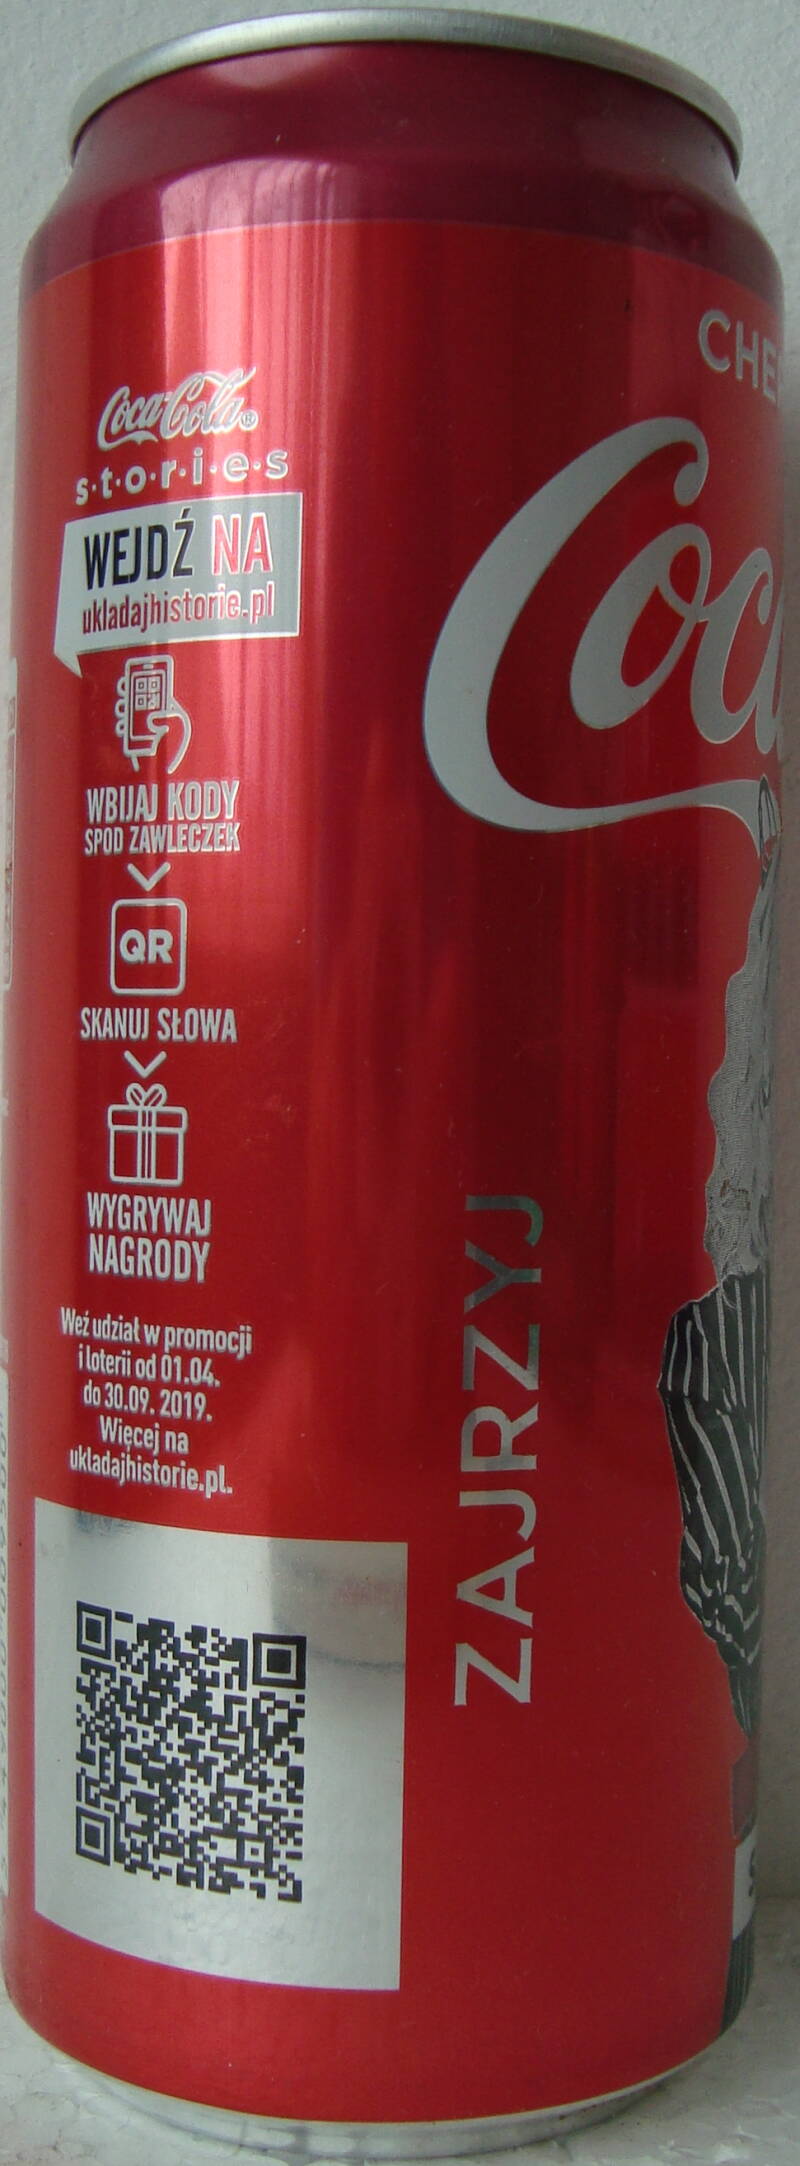 Coca-Cola®
s·t·o·r·i·e·s
WEJDŹ NA
ukladajhistorie.pl
WBIJAJ KODY
SPOD ZAWLECZEK
QR
SKANUJ SŁOWA
WYGRYWAJ
NAGRODY
Weź udział w promocji
i loterii od 01.04.
do 30.09. 2019.
Więcej na
ukladajhistorie.pl.
ZAJRZYJ
CHE
Coca